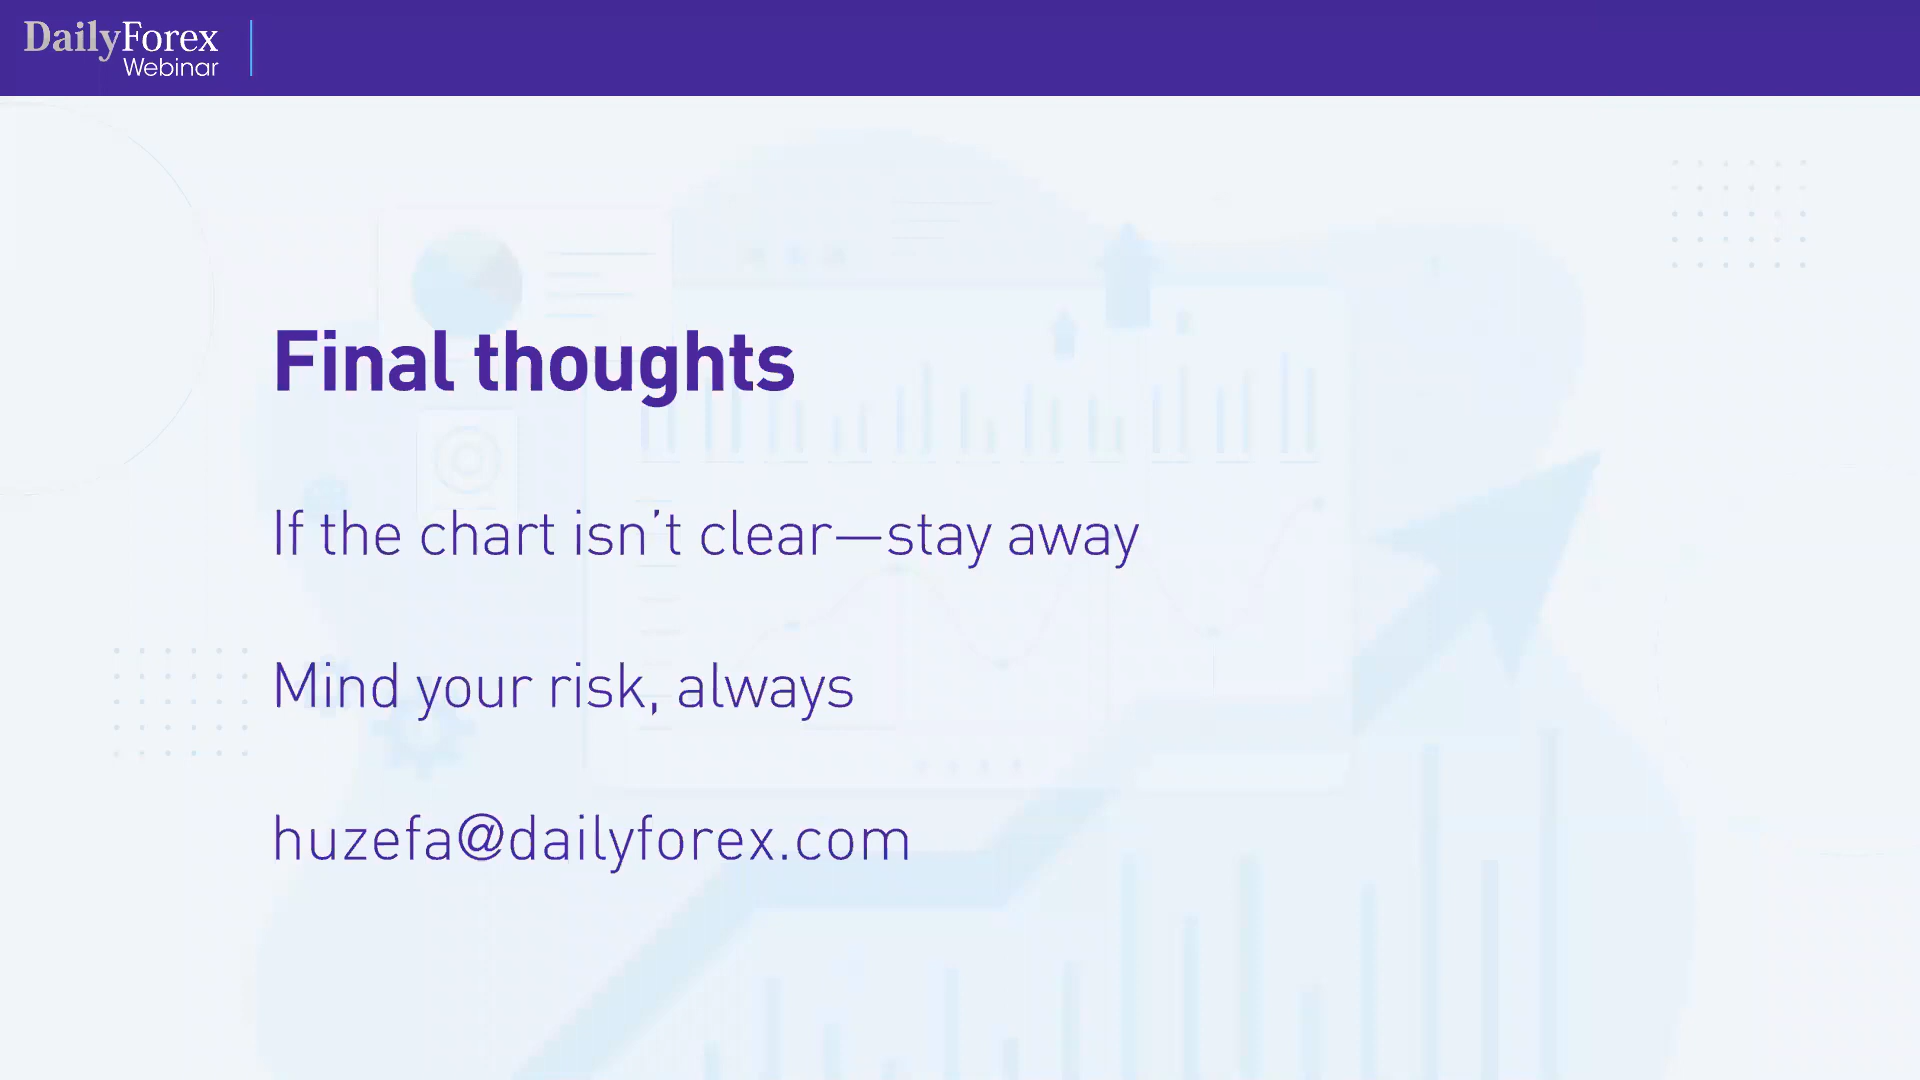 DailyForex
Webinar
Final thoughts
If the chart isn’t clear—stay away
Mind your risk, always
huzefa@dailyforex.com